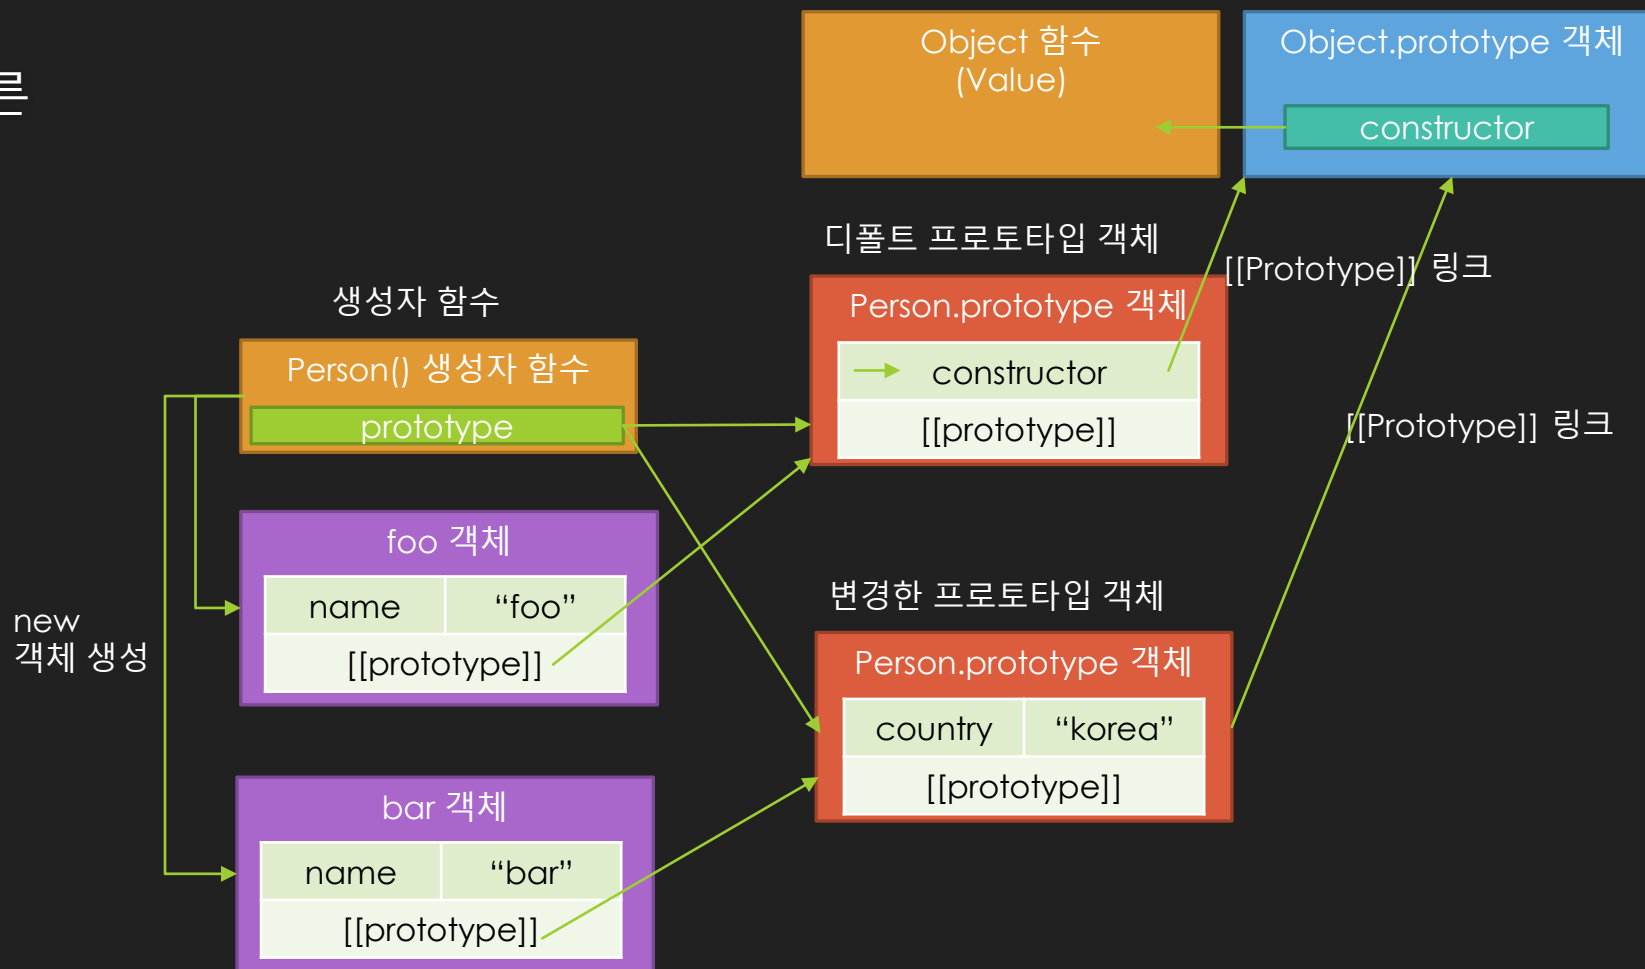 른
Object 함수
(Value)
Object.prototype 객체
constructor
디폴트 프로토타입 객체
[[Prototype]] 링크
생성자 함수
Person.prototype 객체
Person() 생성자 함수
constructor
prototype
[[prototype]]
[[Prototype]] 링크
foo 객체
name “foo”
[[prototype]]
new
객체 생성
변경한 프로토타입 객체
Person.prototype 객체
country “korea”
[[prototype]]
bar 객체
name “bar”
[[prototype]]